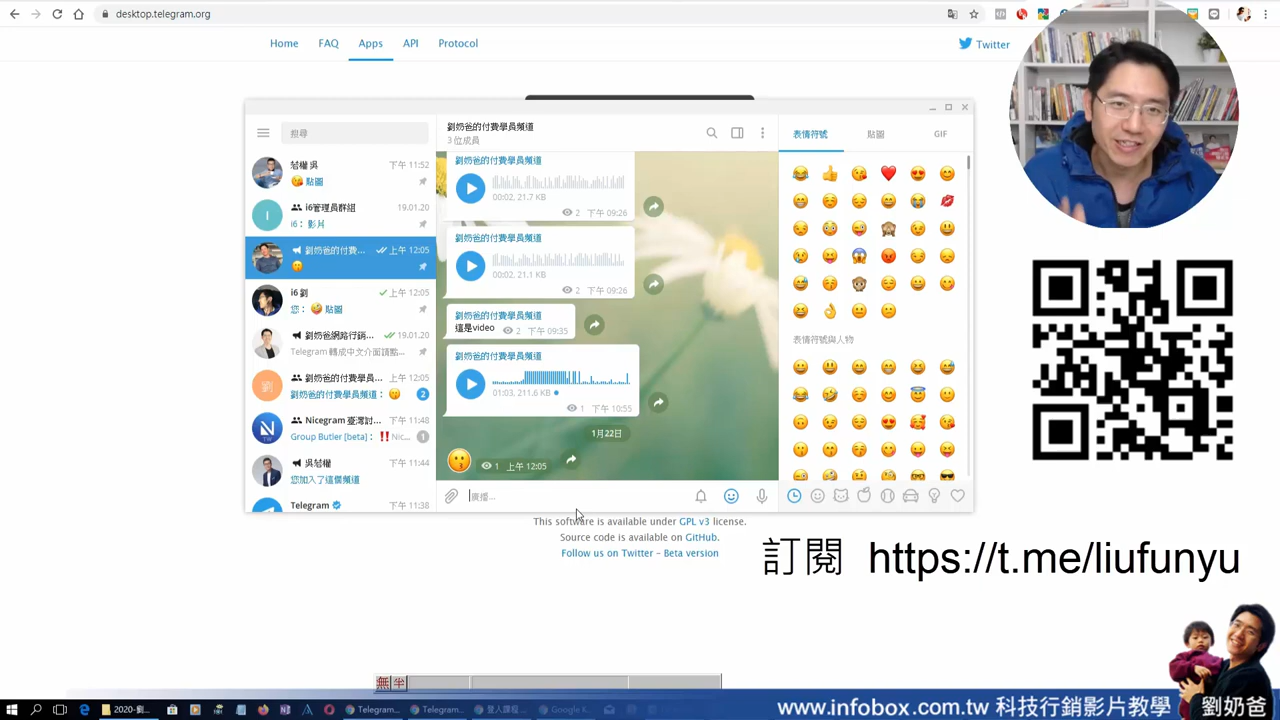 desktop.telegram.org
Home FAQ Apps API Protocol
Twitter
搜尋
劉奶爸的付費學員頻道
3 位成員
表情符號 貼圖 GIF
下午 11:52
😘 貼圖
i6管理員群組 19.01.20
I
i6： 影片
劉奶爸的付費... 上午 12:05
i6 劉 上午 12:05
您： 🤪 貼圖
劉奶爸網路行銷... 19.01.20
Telegram 轉成中文介面請點...
劉奶爸的付費學員... 上午 12:05
劉
劉奶爸的付費學員頻道： 2
Nicegram 臺灣討... 下午 11:48
Group Butler [beta]： ‼️Nic... 1
下午 11:44
您加入了這個頻道
Telegram 下午 11:38
劉奶爸的付費學員頻道
00:02, 21.7 KB
2 下午 09:26
劉奶爸的付費學員頻道
00:02, 21.1 KB
2 下午 09:26
劉奶爸的付費學員頻道
這是video 2 下午 09:35
劉奶爸的付費學員頻道
01:03, 211.6 KB
1 下午 10:55
1月22日
1 上午 12:05
廣播...
表情符號與人物
This software is available under GPL v3 license.
Source code is available on GitHub.
Follow us on Twitter - Beta version
訂閱 https://t.me/liufunyu
無 半
2020-劉... Telegram... Telegram... 登入課程... Google K...
www.infobox.com.tw 科技行銷影片教學 劉奶爸